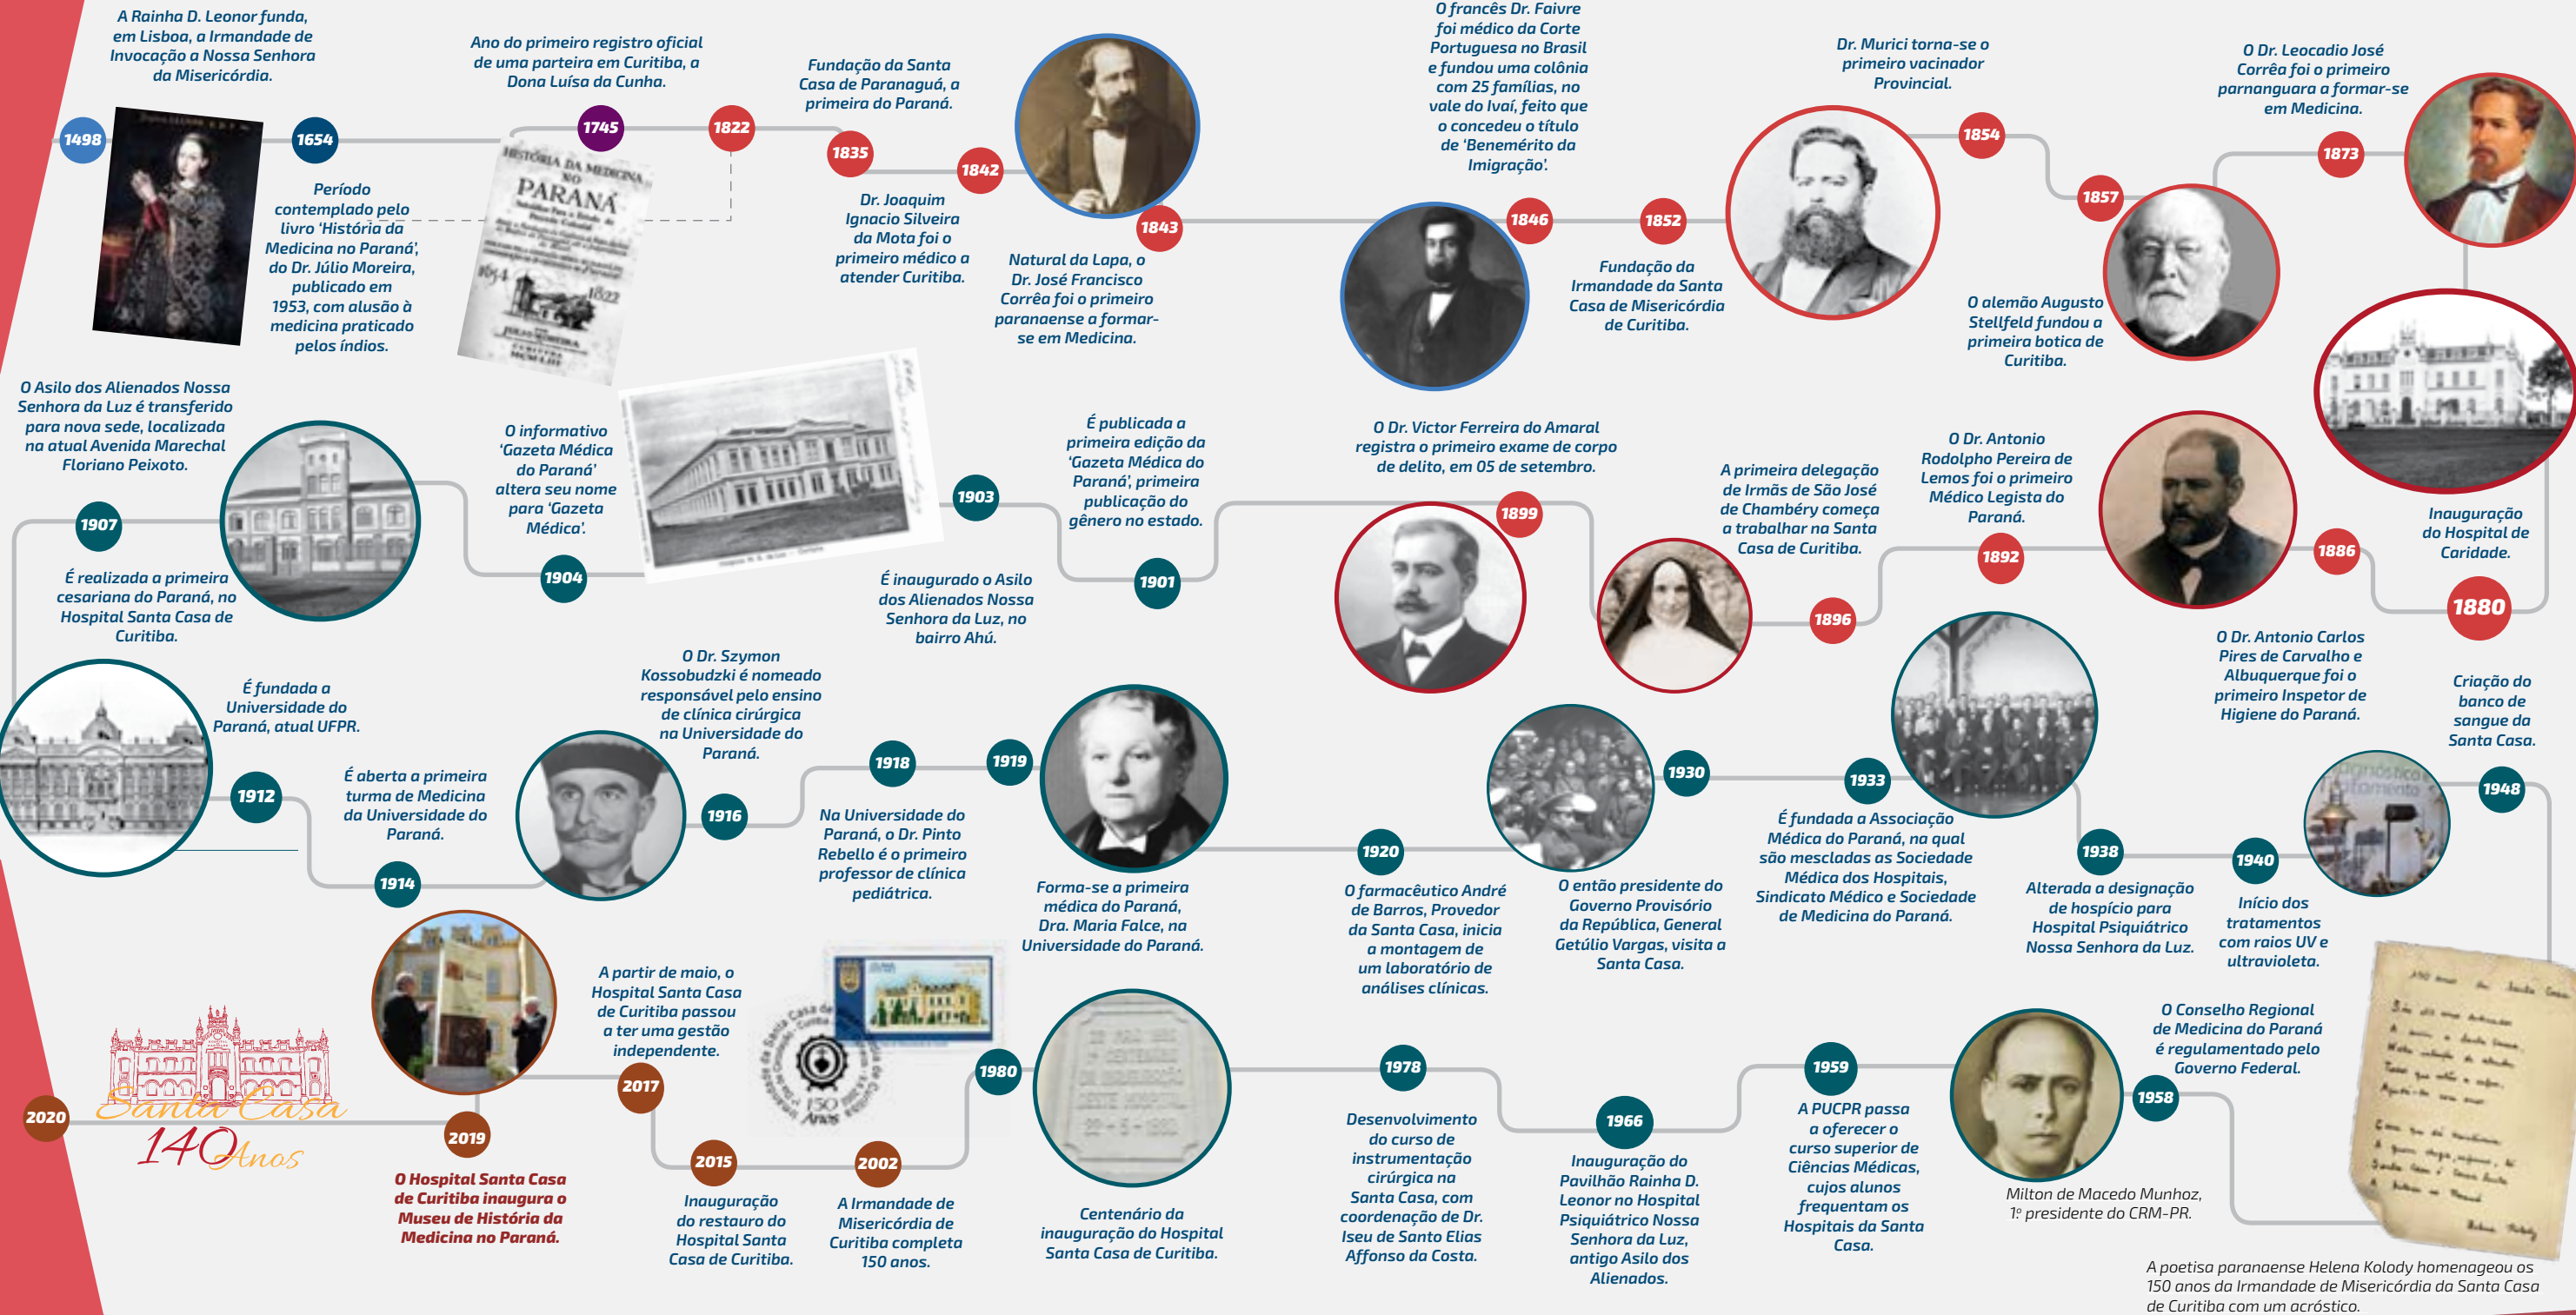 1498
A Rainha D. Leonor funda,
em Lisboa, a Irmandade de
Invocação a Nossa Senhora
da Misericórdia.
1654
Período
contemplado pelo
livro ‘História da
Medicina no Paraná’,
do Dr. Júlio Moreira,
publicado em
1953, com alusão à
medicina praticado
pelos índios.
HISTÓRIA DA MEDICINA
NO
PARANÁ
1654
1822
JULIO MOREIRA
CURITIBA
MCMLIII
Ano do primeiro registro oficial
de uma parteira em Curitiba, a
Dona Luísa da Cunha.
1745
1822
Fundação da Santa
Casa de Paranaguá, a
primeira do Paraná.
1835
1842
Dr. Joaquim
Ignacio Silveira
da Mota foi o
primeiro médico a
atender Curitiba.
1843
Natural da Lapa, o
Dr. José Francisco
Corrêa foi o primeiro
paranaense a formar-
se em Medicina.
O francês Dr. Faivre
foi médico da Corte
Portuguesa no Brasil
e fundou uma colônia
com 25 famílias, no
vale do Ivaí, feito que
o concedeu o título
de ‘Benemérito da
Imigração’.
1846
1852
Fundação da
Irmandade da Santa
Casa de Misericórdia
de Curitiba.
Dr. Murici torna-se o
primeiro vacinador
Provincial.
1854
1857
O alemão Augusto
Stellfeld fundou a
primeira botica de
Curitiba.
O Dr. Leocadio José
Corrêa foi o primeiro
parnanguara a formar-se
em Medicina.
1873
Inauguração
do Hospital de
Caridade.
1880
1886
O Dr. Antonio Carlos
Pires de Carvalho e
Albuquerque foi o
primeiro Inspetor de
Higiene do Paraná.
O Dr. Antonio
Rodolpho Pereira de
Lemos foi o primeiro
Médico Legista do
Paraná.
1892
A primeira delegação
de Irmãs de São José
de Chambéry começa
a trabalhar na Santa
Casa de Curitiba.
1896
O Dr. Victor Ferreira do Amaral
registra o primeiro exame de corpo
de delito, em 05 de setembro.
1899
É publicada a
primeira edição da
‘Gazeta Médica do
Paraná’, primeira
publicação do
gênero no estado.
1901
1903
É inaugurado o Asilo
dos Alienados Nossa
Senhora da Luz, no
bairro Ahú.
O informativo
‘Gazeta Médica
do Paraná’
altera seu nome
para ‘Gazeta
Médica’.
1904
O Asilo dos Alienados Nossa
Senhora da Luz é transferido
para nova sede, localizada
na atual Avenida Marechal
Floriano Peixoto.
1907
É realizada a primeira
cesariana do Paraná, no
Hospital Santa Casa de
Curitiba.
É fundada a
Universidade do
Paraná, atual UFPR.
1912
É aberta a primeira
turma de Medicina
da Universidade do
Paraná.
1914
O Dr. Szymon
Kossobudzki é nomeado
responsável pelo ensino
de clínica cirúrgica
na Universidade do
Paraná.
1916
1918
Na Universidade do
Paraná, o Dr. Pinto
Rebello é o primeiro
professor de clínica
pediátrica.
1919
Forma-se a primeira
médica do Paraná,
Dra. Maria Falce, na
Universidade do Paraná.
1920
O farmacêutico André
de Barros, Provedor
da Santa Casa, inicia
a montagem de
um laboratório de
análises clínicas.
1930
O então presidente do
Governo Provisório
da República, General
Getúlio Vargas, visita a
Santa Casa.
1933
É fundada a Associação
Médica do Paraná, na qual
são mescladas as Sociedade
Médica dos Hospitais,
Sindicato Médico e Sociedade
de Medicina do Paraná.
1938
Alterada a designação
de hospício para
Hospital Psiquiátrico
Nossa Senhora da Luz.
1940
Início dos
tratamentos
com raios UV e
ultravioleta.
Criação do
banco de
sangue da
Santa Casa.
1948
A poetisa paranaense Helena Kolody homenageou os
150 anos da Irmandade de Misericórdia da Santa Casa
de Curitiba com um acróstico.
O Conselho Regional
de Medicina do Paraná
é regulamentado pelo
Governo Federal.
1958
Milton de Macedo Munhoz,
1º presidente do CRM-PR.
1959
A PUCPR passa
a oferecer o
curso superior de
Ciências Médicas,
cujos alunos
frequentam os
Hospitais da Santa
Casa.
1966
Inauguração do
Pavilhão Rainha D.
Leonor no Hospital
Psiquiátrico Nossa
Senhora da Luz,
antigo Asilo dos
Alienados.
1978
Desenvolvimento
do curso de
instrumentação
cirúrgica na
Santa Casa, com
coordenação de Dr.
Iseu de Santo Elias
Affonso da Costa.
1980
Centenário da
inauguração do Hospital
Santa Casa de Curitiba.
2002
A Irmandade de
Misericórdia de
Curitiba completa
150 anos.
150
Anos
2015
Inauguração
do restauro do
Hospital Santa
Casa de Curitiba.
A partir de maio, o
Hospital Santa Casa
de Curitiba passou
a ter uma gestão
independente.
2017
2019
O Hospital Santa Casa
de Curitiba inaugura o
Museu de História da
Medicina no Paraná.
2020
Santa Casa
140 Anos